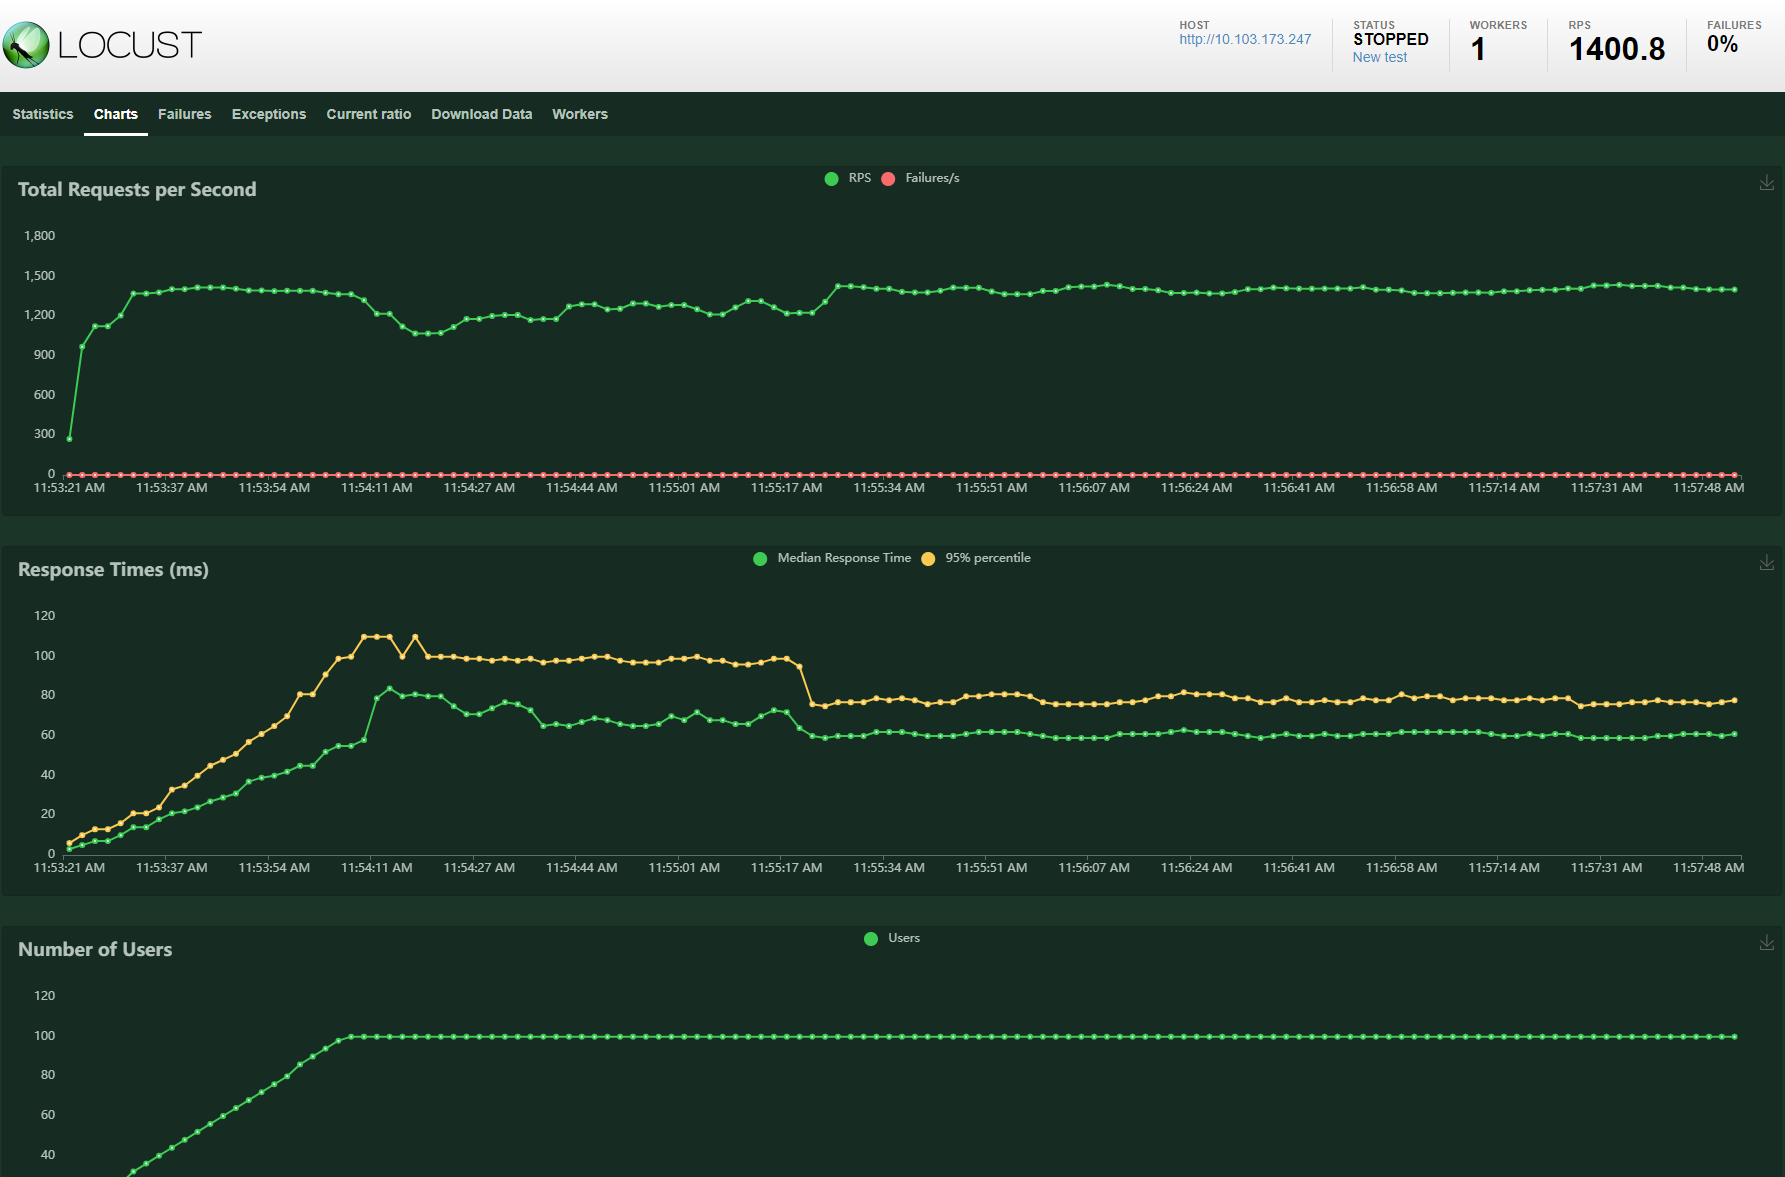 LOCUST
HOST
http://10.103.173.247
STATUS
STOPPED
New test
WORKERS
1
RPS
1400.8
FAILURES
0%
Statistics Charts Failures Exceptions Current ratio Download Data Workers
Total Requests per Second
RPS Failures/s
1,800
1,500
1,200
900
600
300
0
11:53:21 AM 11:53:37 AM 11:53:54 AM 11:54:11 AM 11:54:27 AM 11:54:44 AM 11:55:01 AM 11:55:17 AM 11:55:34 AM 11:55:51 AM 11:56:07 AM 11:56:24 AM 11:56:41 AM 11:56:58 AM 11:57:14 AM 11:57:31 AM 11:57:48 AM
Response Times (ms)
Median Response Time 95% percentile
120
100
80
60
40
20
0
11:53:21 AM 11:53:37 AM 11:53:54 AM 11:54:11 AM 11:54:27 AM 11:54:44 AM 11:55:01 AM 11:55:17 AM 11:55:34 AM 11:55:51 AM 11:56:07 AM 11:56:24 AM 11:56:41 AM 11:56:58 AM 11:57:14 AM 11:57:31 AM 11:57:48 AM
Number of Users
Users
120
100
80
60
40